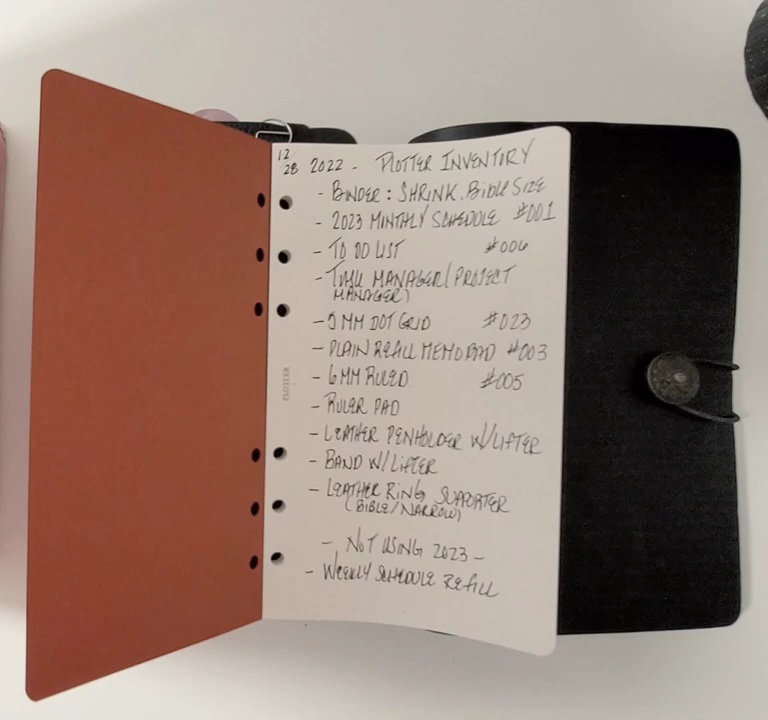 12
28 2022 - PLOTTER INVENTORY
- BINDER : SHRINK. BIBLE SIZE
- 2023 MONTHLY SCHEDULE #001
- TO DO LIST #006
- TASK MANAGER (PROJECT
MANAGER)
- 5 MM DOT GRID #023
- PLAIN REFILL MEMO PAD #003
- 6 MM RULED #005
- RULER PAD
- LEATHER PENHOLDER W/LIFTER
- BAND W/LIFTER
- LEATHER RING SUPPORTER
(BIBLE/NARROW)
- NOT USING 2023 -
- WEEKLY SCHEDULE REFILL
PLOTTER